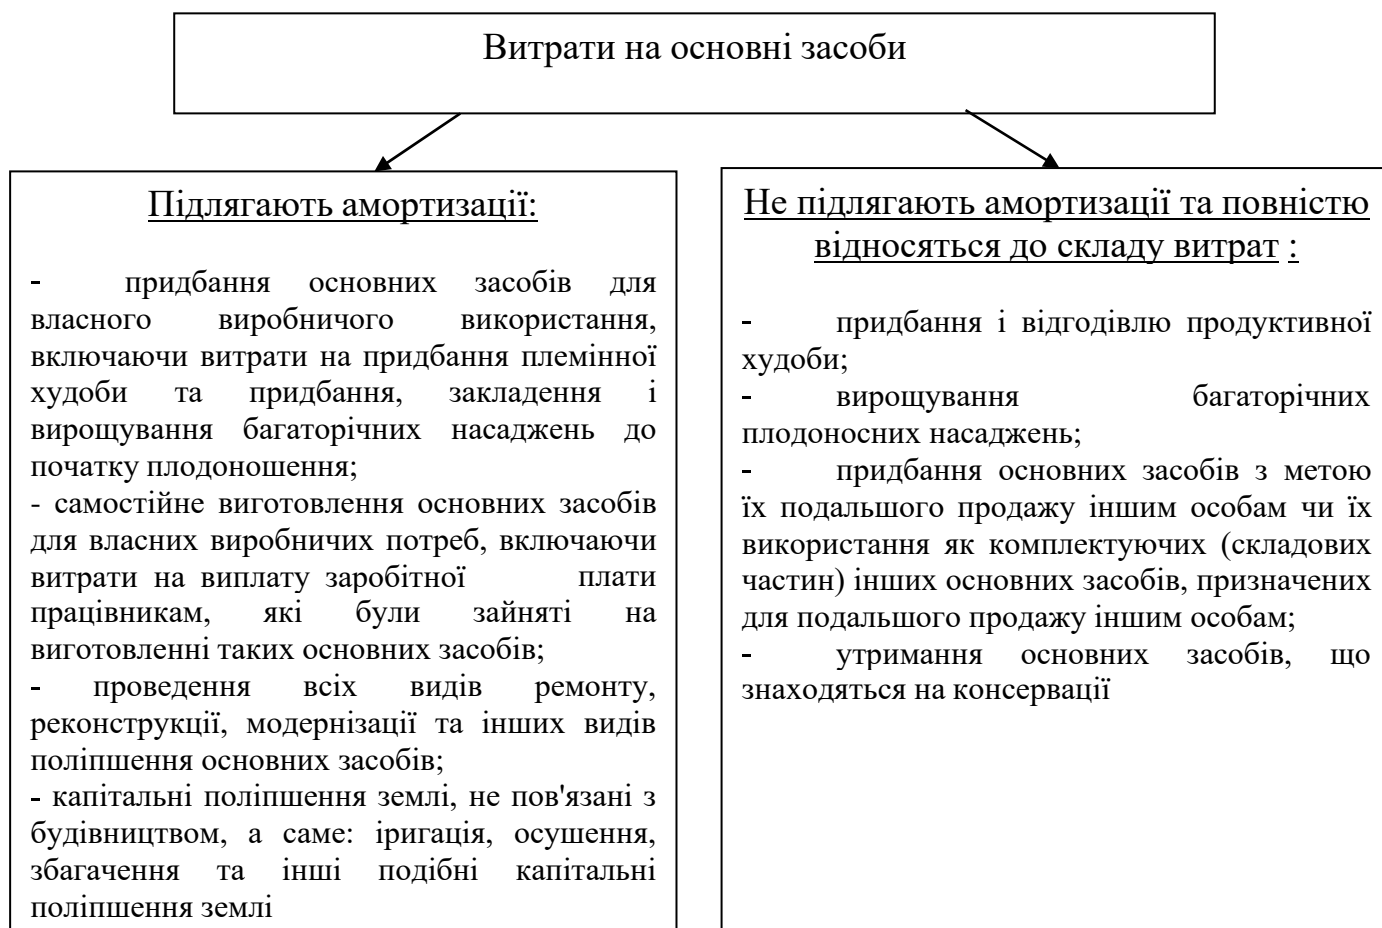 Витрати на основні засоби
Підлягають амортизації:
- придбання основних засобів для
власного виробничого використання,
включаючи витрати на придбання племінної
худоби та придбання, закладення і
вирощування багаторічних насаджень до
початку плодоношення;
- самостійне виготовлення основних засобів
для власних виробничих потреб, включаючи
витрати на виплату заробітної плати
працівникам, які були зайняті на
виготовленні таких основних засобів;
- проведення всіх видів ремонту,
реконструкції, модернізації та інших видів
поліпшення основних засобів;
- капітальні поліпшення землі, не пов'язані з
будівництвом, а саме: іригація, осушення,
збагачення та інші подібні капітальні
поліпшення землі
Не підлягають амортизації та повністю
відносяться до складу витрат :
- придбання і відгодівлю продуктивної
худоби;
- вирощування багаторічних
плодоносних насаджень;
- придбання основних засобів з метою
їх подальшого продажу іншим особам чи їх
використання як комплектуючих (складових
частин) інших основних засобів, призначених
для подальшого продажу іншим особам;
- утримання основних засобів, що
знаходяться на консервації